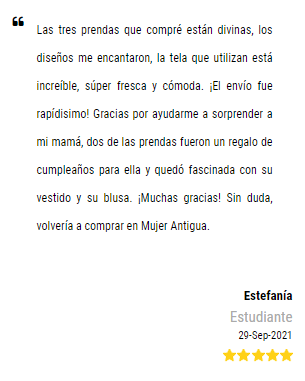 “
Las tres prendas que compré están divinas, los
diseños me encantaron, la tela que utilizan está
increíble, súper fresca y cómoda. ¡El envío fue
rapídisimo! Gracias por ayudarme a sorprender a
mi mamá, dos de las prendas fueron un regalo de
cumpleaños para ella y quedó fascinada con su
vestido y su blusa. ¡Muchas gracias! Sin duda,
volvería a comprar en Mujer Antigua.
Estefanía
Estudiante
29-Sep-2021